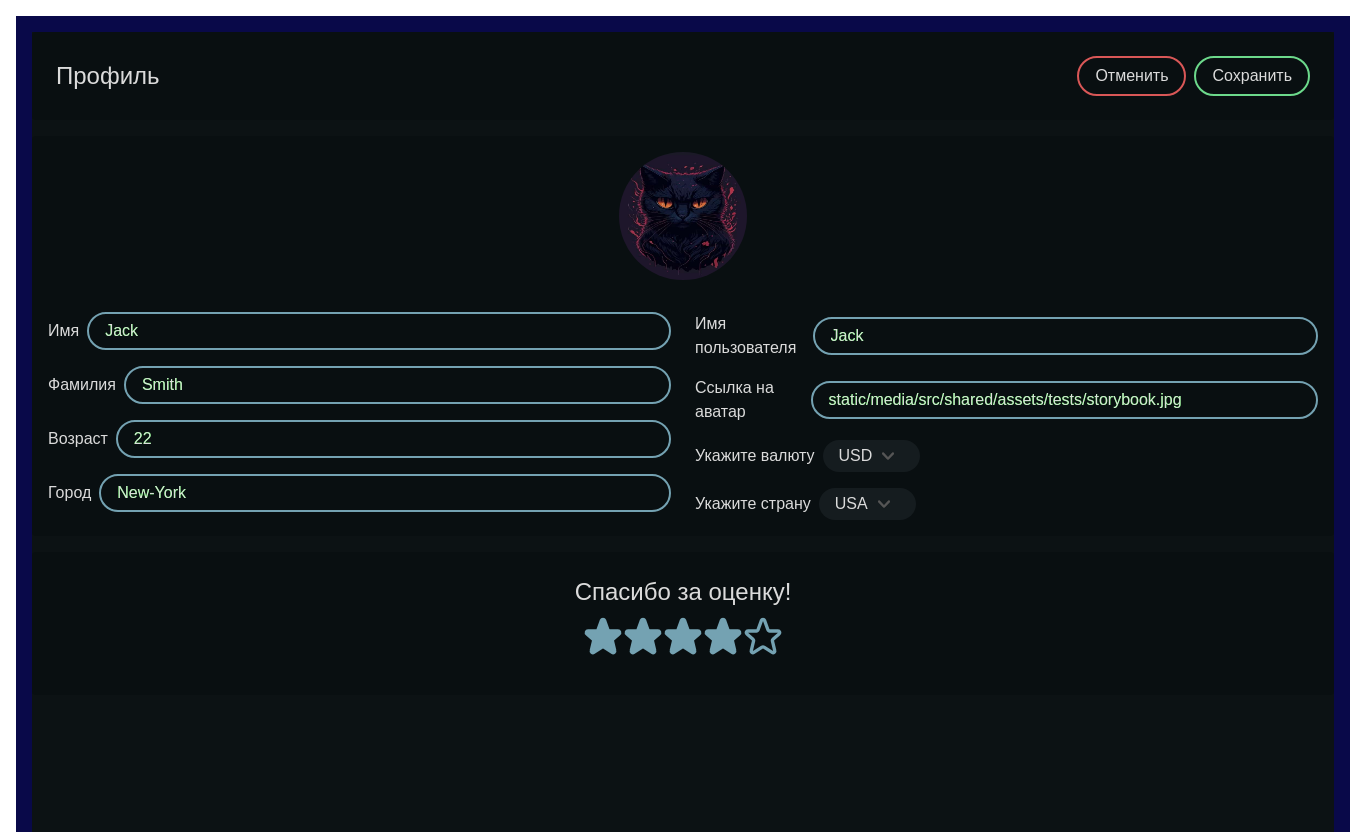 Профиль
Отменить
Сохранить
Имя
Jack
Фамилия
Smith
Возраст
22
Город
New-York
Имя
пользователя
Jack
Ссылка на
аватар
static/media/src/shared/assets/tests/storybook.jpg
Укажите валюту
USD
Укажите страну
USA
Спасибо за оценку!